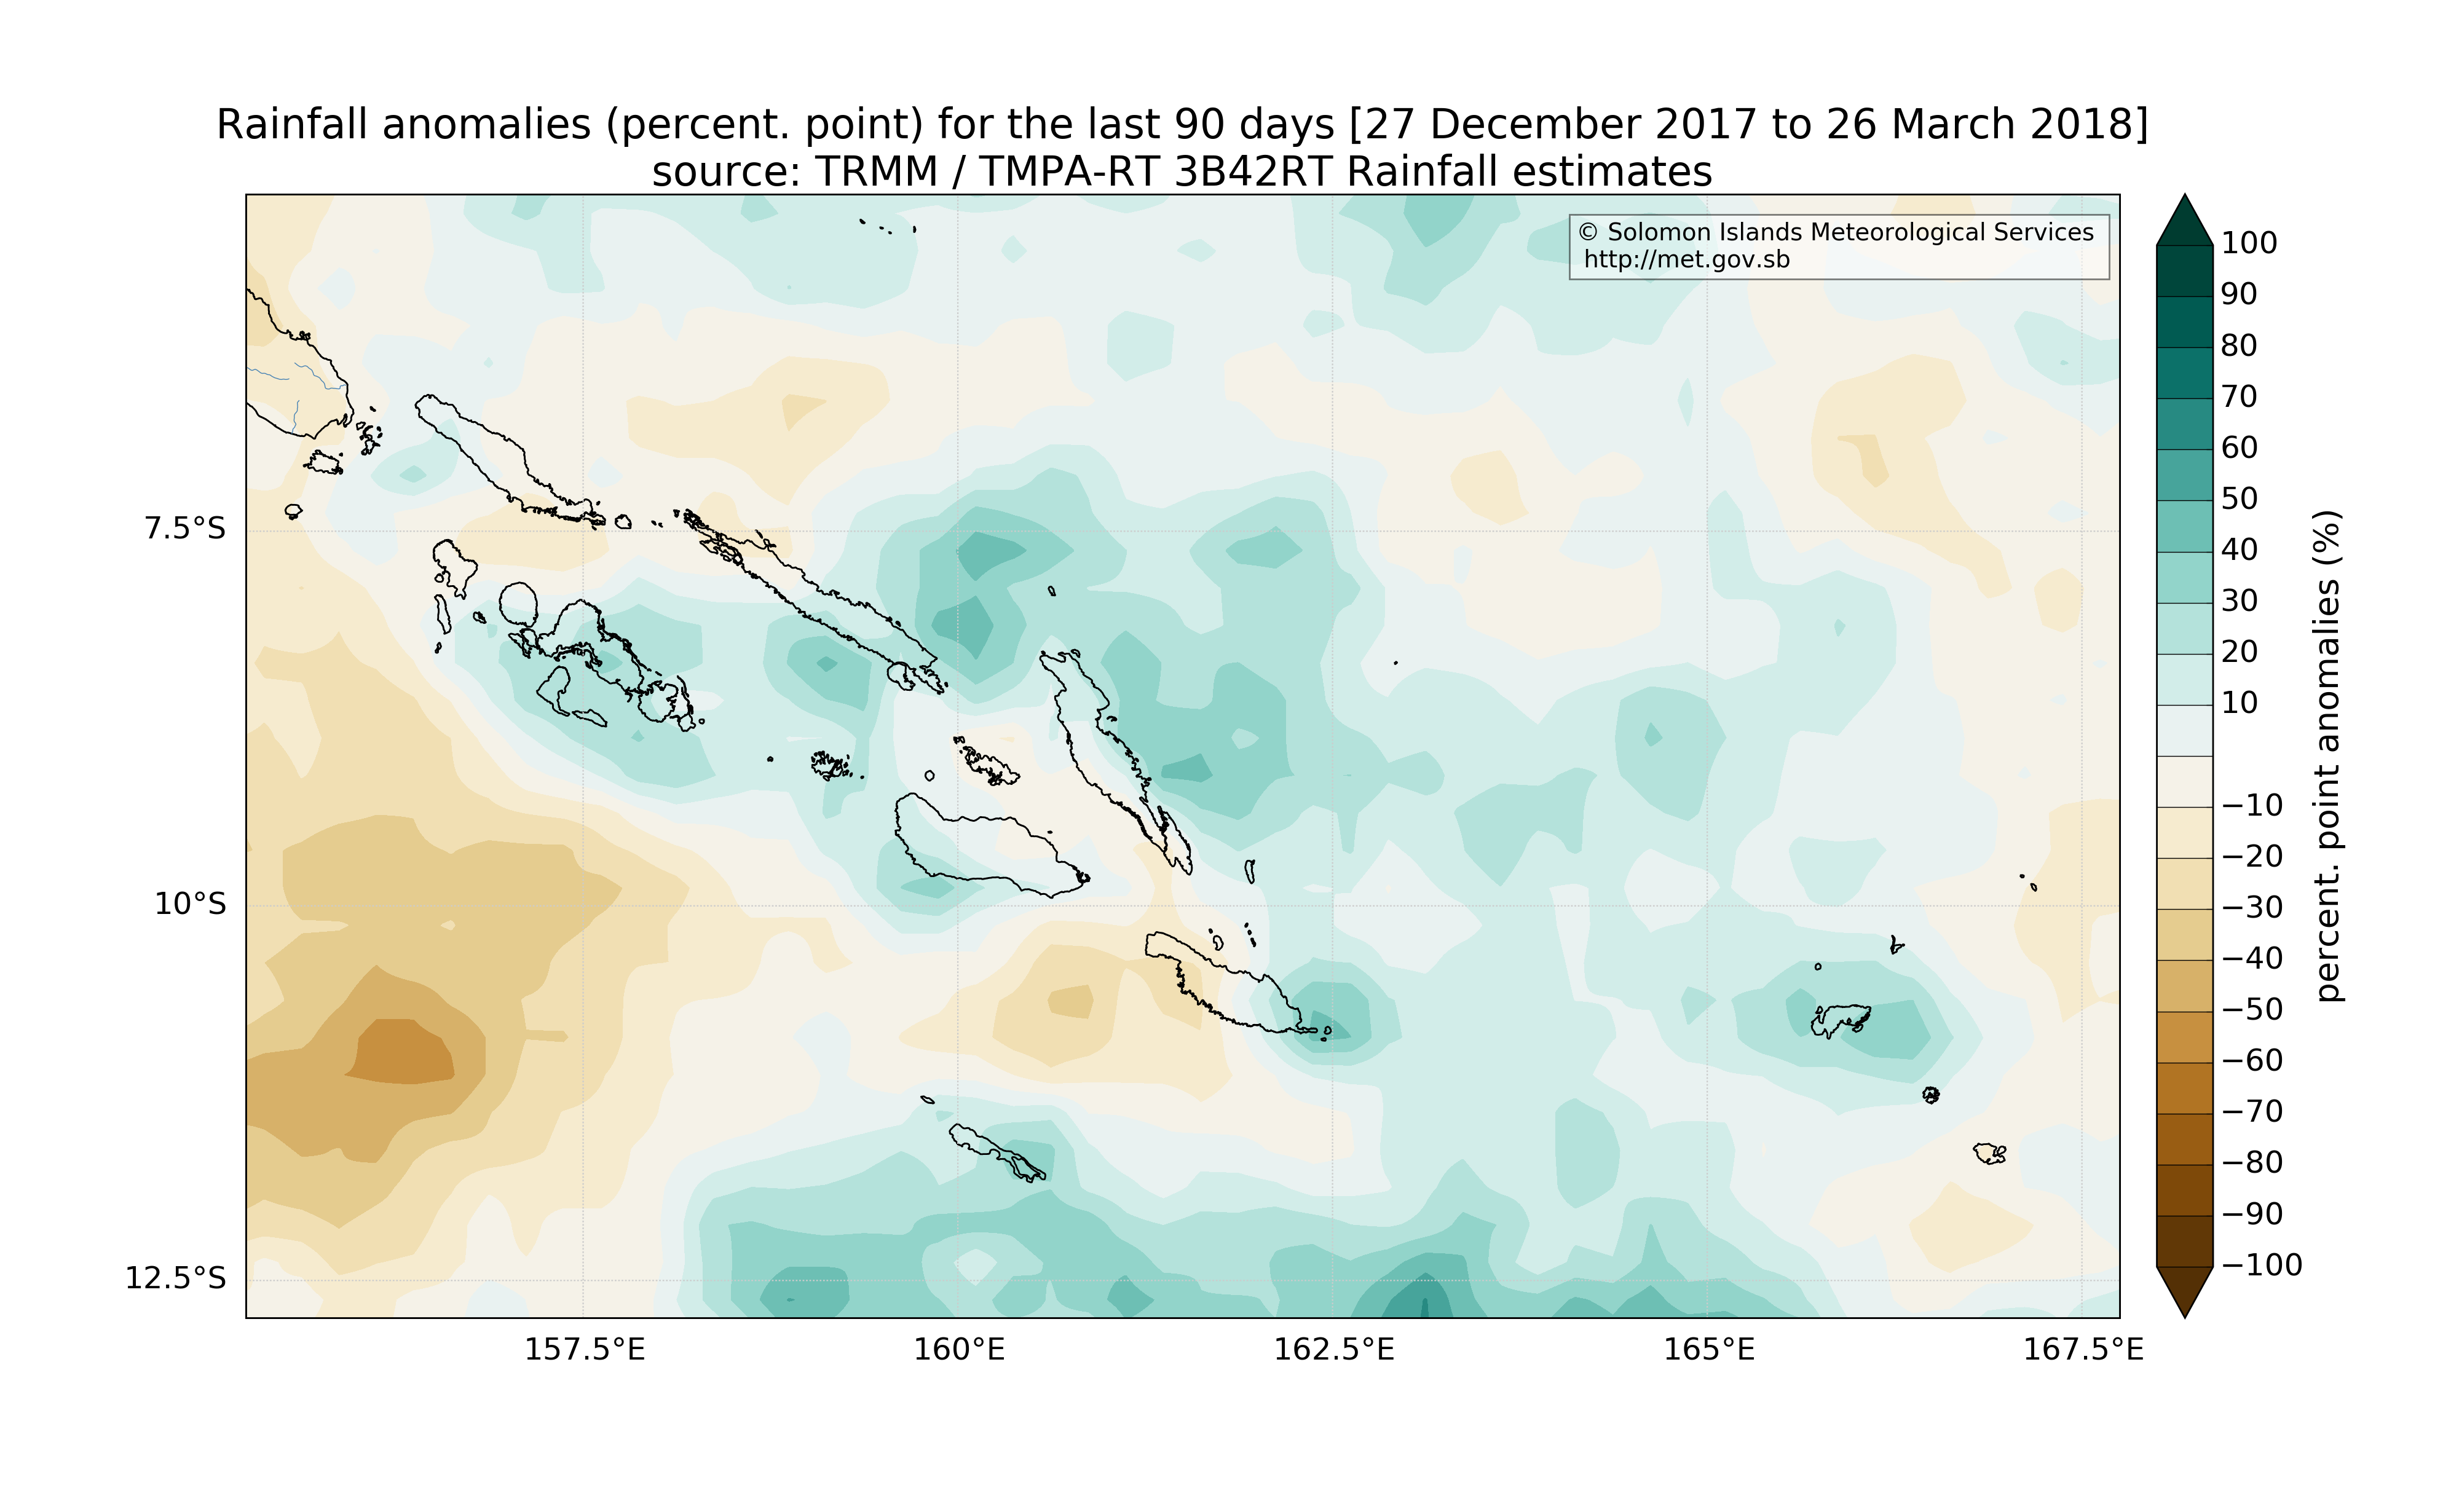 Rainfall anomalies (percent. point) for the last 90 days [27 December 2017 to 26 March 2018]
source: TRMM / TMPA-RT 3B42RT Rainfall estimates
© Solomon Islands Meteorological Services
http://met.gov.sb
7.5°S
10°S
12.5°S
157.5°E
160°E
162.5°E
165°E
167.5°E
100
90
80
70
60
50
40
30
20
10
−10
−20
−30
−40
−50
−60
−70
−80
−90
−100
percent. point anomalies (%)